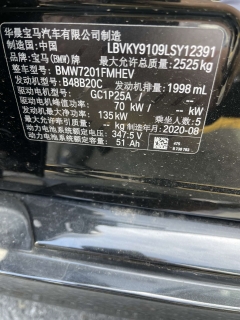 华晨宝马汽车有限公司制造
制造国：中国 LBVKY9109LSY12391
品牌：宝马(BMW)牌 最大允许总质量：2525 kg
整车型号：BMW7201FMHEV
发动机型号：B48B20C 发动机排量：1998 mL
驱动电机型号：GC1P25A /
驱动电机峰值功率：70 kW / -- kW
发动机最大净功率：135kW 乘坐人数：5
动力电池系统额定电压：347.5 V 制造年月：2020-08
动力电池系统额定容量：51 Ah